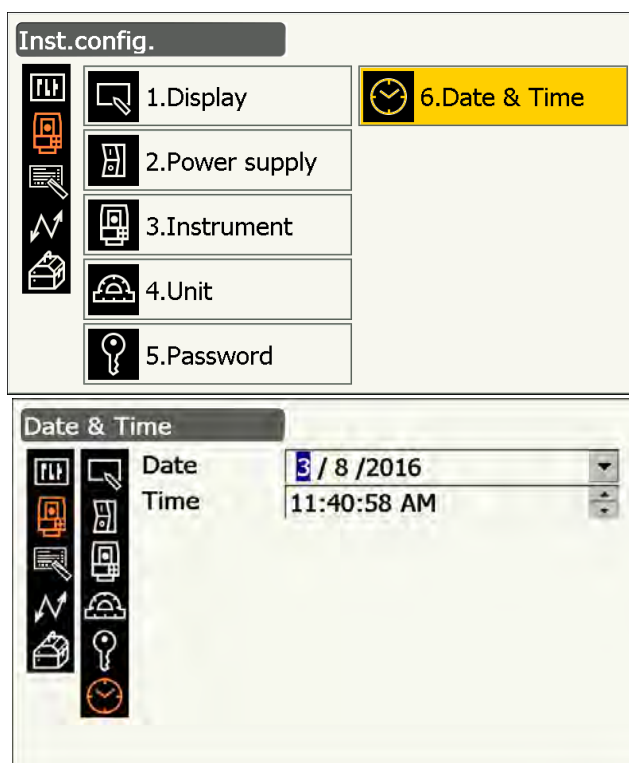 Inst.config.
1.Display
6.Date & Time
2.Power supply
3.Instrument
4.Unit
5.Password
Date & Time
Date 3 / 8 /2016
Time 11:40:58 AM